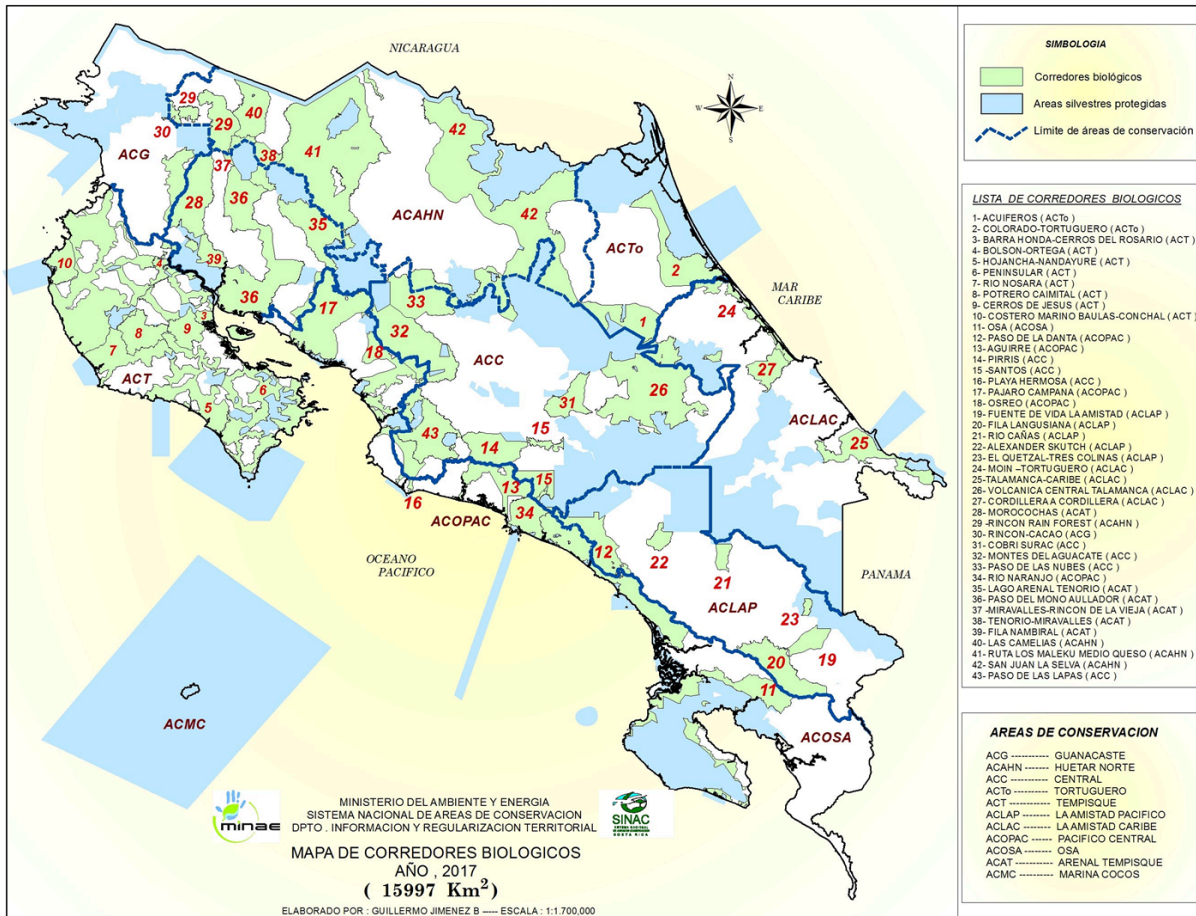 NICARAGUA
N
W
E
S
29
29
40
30
41
42
38
ACG
37
28
36
35
ACAHN
42
ACTo
10
4
39
2
MAR
CARIBE
36
17
33
1
24
3
9
8
32
18
ACC
7
27
26
ACT
6
31
ACLAC
5
43
15
14
25
13
15
16
34
ACOPAC
OCEANO
PACIFICO
12
22
21
PANAMA
ACLAP
23
20
19
11
ACMC
ACOSA
minae
SINAC
SISTEMA NACIONAL
DE AREAS DE CONSERVACION
COSTA RICA
MINISTERIO DEL AMBIENTE Y ENERGIA
SISTEMA NACIONAL DE AREAS DE CONSERVACION
DPTO . INFORMACION Y REGULARIZACION TERRITORIAL
MAPA DE CORREDORES BIOLOGICOS
AÑO , 2017
( 15997 Km²)
ELABORADO POR : GUILLERMO JIMENEZ B ---- ESCALA : 1:1.700,000
SIMBOLOGIA
Corredores biológicos
Areas silvestres protegidas
Límite de áreas de conservación
LISTA DE CORREDORES BIOLOGICOS
1- ACUIFEROS ( ACTo )
2- COLORADO-TORTUGUERO ( ACTo )
3- BARRA HONDA-CERROS DEL ROSARIO ( ACT )
4- BOLSON-ORTEGA ( ACT )
5- HOJANCHA-NANDAYURE ( ACT )
6- PENINSULAR ( ACT )
7- RIO NOSARA ( ACT )
8- POTRERO CAIMITAL ( ACT )
9- CERROS DE JESUS ( ACT )
10- COSTERO MARINO BAULAS-CONCHAL ( ACT )
11- OSA ( ACOSA )
12- PASO DE LA DANTA ( ACOPAC )
13- AGUIRRE ( ACOPAC )
14- PIRRIS ( ACC )
15 -SANTOS ( ACC )
16- PLAYA HERMOSA ( ACC )
17- PAJARO CAMPANA ( ACOPAC )
18- OSREO ( ACOPAC )
19- FUENTE DE VIDA LA AMISTAD ( ACLAP )
20- FILA LANGUSIANA ( ACLAP )
21- RIO CAÑAS ( ACLAP )
22- ALEXANDER SKUTCH ( ACLAP )
23- EL QUETZAL-TRES COLINAS ( ACLAP )
24- MOIN -TORTUGUERO ( ACLAC )
25-TALAMANCA-CARIBE ( ACLAC )
26- VOLCANICA CENTRAL TALAMANCA ( ACLAC )
27- CORDILLERA A CORDILLERA ( ACLAC )
28- MOROCOCHAS ( ACAT )
29 -RINCON RAIN FOREST ( ACAHN )
30- RINCON-CACAO ( ACG )
31- COBRI SURAC ( ACC )
32- MONTES DEL AGUACATE ( ACC )
33- PASO DE LAS NUBES ( ACC )
34- RIO NARANJO ( ACOPAC )
35- LAGO ARENAL TENORIO ( ACAT )
36- PASO DEL MONO AULLADOR ( ACAT )
37 -MIRAVALLES-RINCON DE LA VIEJA ( ACAT )
38- TENORIO-MIRAVALLES ( ACAT )
39- FILA NAMBIRAL ( ACAT )
40- LAS CAMELIAS ( ACAHN )
41- RUTA LOS MALEKU MEDIO QUESO ( ACAHN )
42- SAN JUAN LA SELVA ( ACAHN )
43- PASO DE LAS LAPAS ( ACC )
AREAS DE CONSERVACION
ACG ----------- GUANACASTE
ACAHN ------- HUETAR NORTE
ACC ----------- CENTRAL
ACTo ---------- TORTUGUERO
ACT ------------ TEMPISQUE
ACLAP -------- LA AMISTAD PACIFICO
ACLAC -------- LA AMISTAD CARIBE
ACOPAC ------ PACIFICO CENTRAL
ACOSA -------- OSA
ACAT ---------- ARENAL TEMPISQUE
ACMC ---------- MARINA COCOS